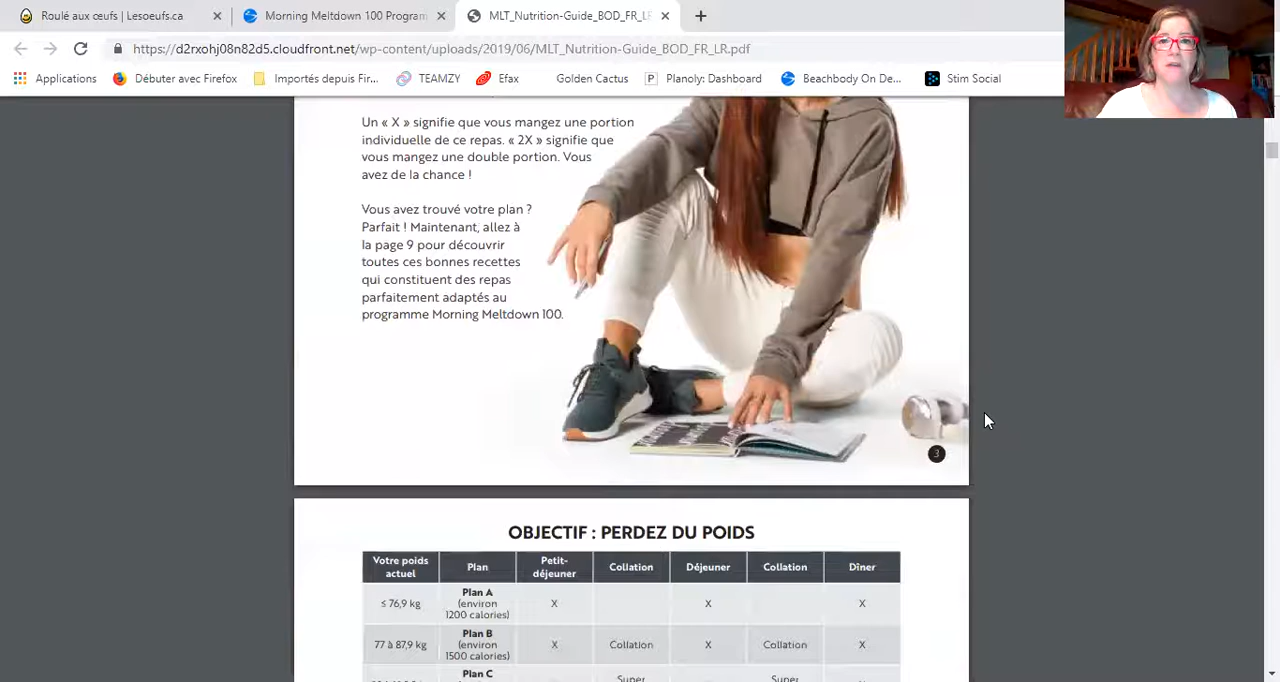 Roulé aux œufs | Lesoeufs.ca
Morning Meltdown 100 Program
MLT_Nutrition-Guide_BOD_FR_LR
https://d2rxohj08n82d5.cloudfront.net/wp-content/uploads/2019/06/MLT_Nutrition-Guide_BOD_FR_LR.pdf
Applications
Débuter avec Firefox
Importés depuis Fir...
TEAMZY
Efax
Golden Cactus
P
Planoly: Dashboard
Beachbody On De...
Stim Social
Un « X » signifie que vous mangez une portion
individuelle de ce repas. « 2X » signifie que
vous mangez une double portion. Vous
avez de la chance !
Vous avez trouvé votre plan ?
Parfait ! Maintenant, allez à
la page 9 pour découvrir
toutes ces bonnes recettes
qui constituent des repas
parfaitement adaptés au
programme Morning Meltdown 100.
3
OBJECTIF : PERDEZ DU POIDS
Votre poids
actuel
Plan
Petit-
déjeuner
Collation
Déjeuner
Collation
Dîner
≤ 76,9 kg
Plan A
(environ
1200 calories)
X
X
X
77 à 87,9 kg
Plan B
(environ
1500 calories)
X
Collation
X
Collation
X
Plan C
Super
Super